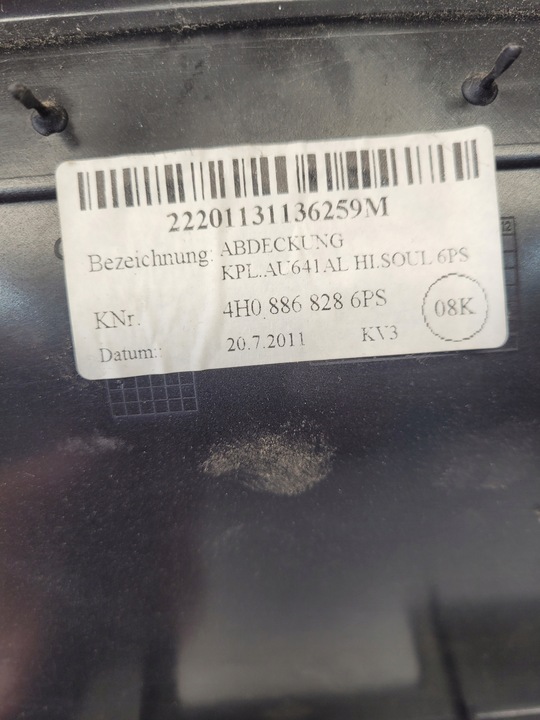 22201131136259M
Bezeichnung: ABDECKUNG
KPL.AU641AL HI.SOUL 6PS
KNr. 4H0 886 828 6PS
08K
Datum:: 20.7.2011 KV3
12